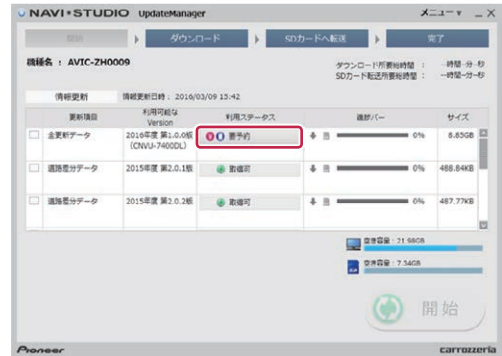 NAVI*STUDIO UpdateManager
メニュー
開始
ダウンロード
SDカードへ転送
完了
機種名 : AVIC-ZH0009
ダウンロード所要時間 : --時間--分--秒
SDカード転送所要時間 : --時間--分--秒
情報更新
情報更新日時: 2016/03/09 15:42
更新項目
利用可能な Version
利用ステータス
進捗バー
サイズ
主更新データ
2016年度 第1.0.0版
(CNVU-7400DL)
要予約
0%
6.85GB
道路差分データ
2015年度 第2.0.1版
取得可
0%
488.64KB
道路差分データ
2015年度 第2.0.2版
取得可
0%
487.77KB
空き容量 : 21.98GB
空き容量 : 7.34GB
開始
Pioneer
carrozzeria